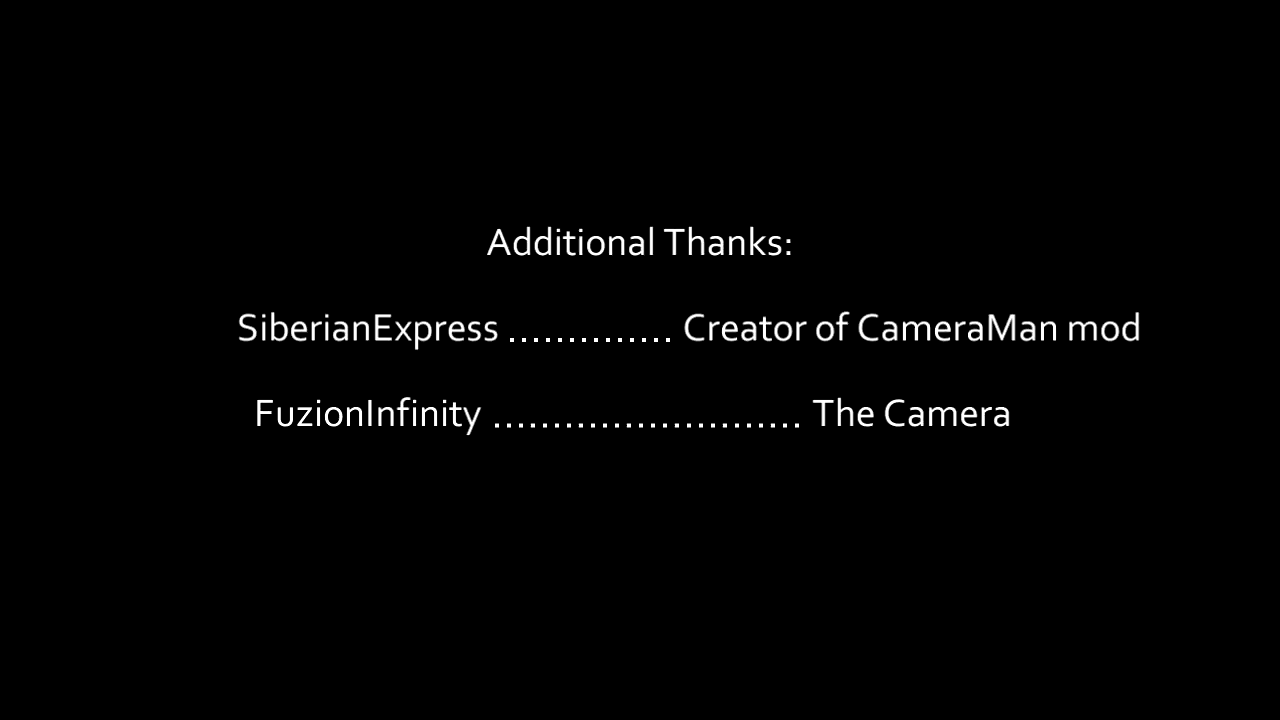 Additional Thanks:
SiberianExpress .............. Creator of CameraMan mod
FuzionInfinity .......................... The Camera